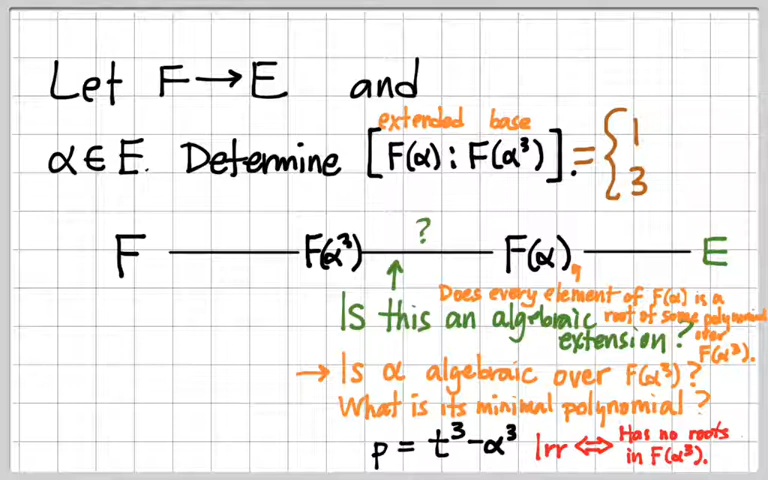 Let F → E and
extended base
α ∈ E. Determine [F(α) : F(α³)]. = { 1
3
?
F F(α³) F(α) E
Does every element of F(α) is a
Is this an algebraic root of some polynomial
extension? over
F(α³).
→ Is α algebraic over F(α³)?
What is its minimal polynomial?
p = t³ - α³ Irr ⇔ Has no roots
in F(α³).